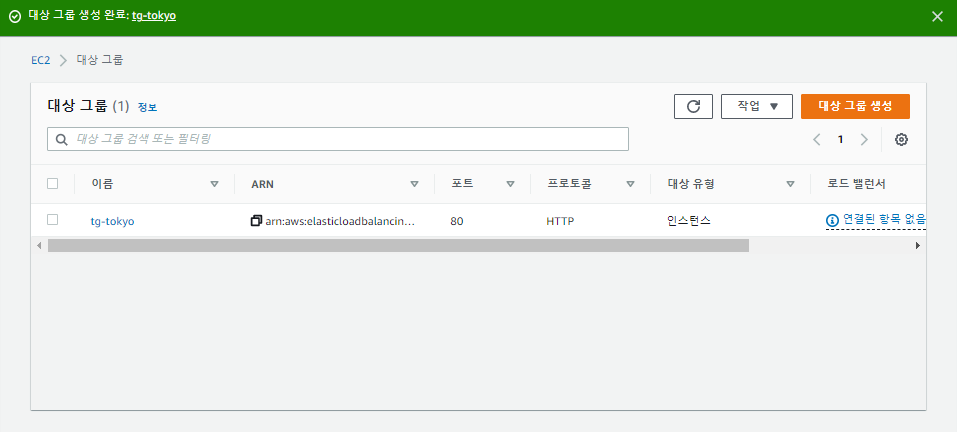 대상 그룹 생성 완료: tg-tokyo
EC2 > 대상 그룹
대상 그룹 (1) 정보
작업
대상 그룹 생성
대상 그룹 검색 또는 필터링
1
이름 ARN 포트 프로토콜 대상 유형 로드 밸런서
tg-tokyo arn:aws:elasticloadbalancin... 80 HTTP 인스턴스 연결된 항목 없음